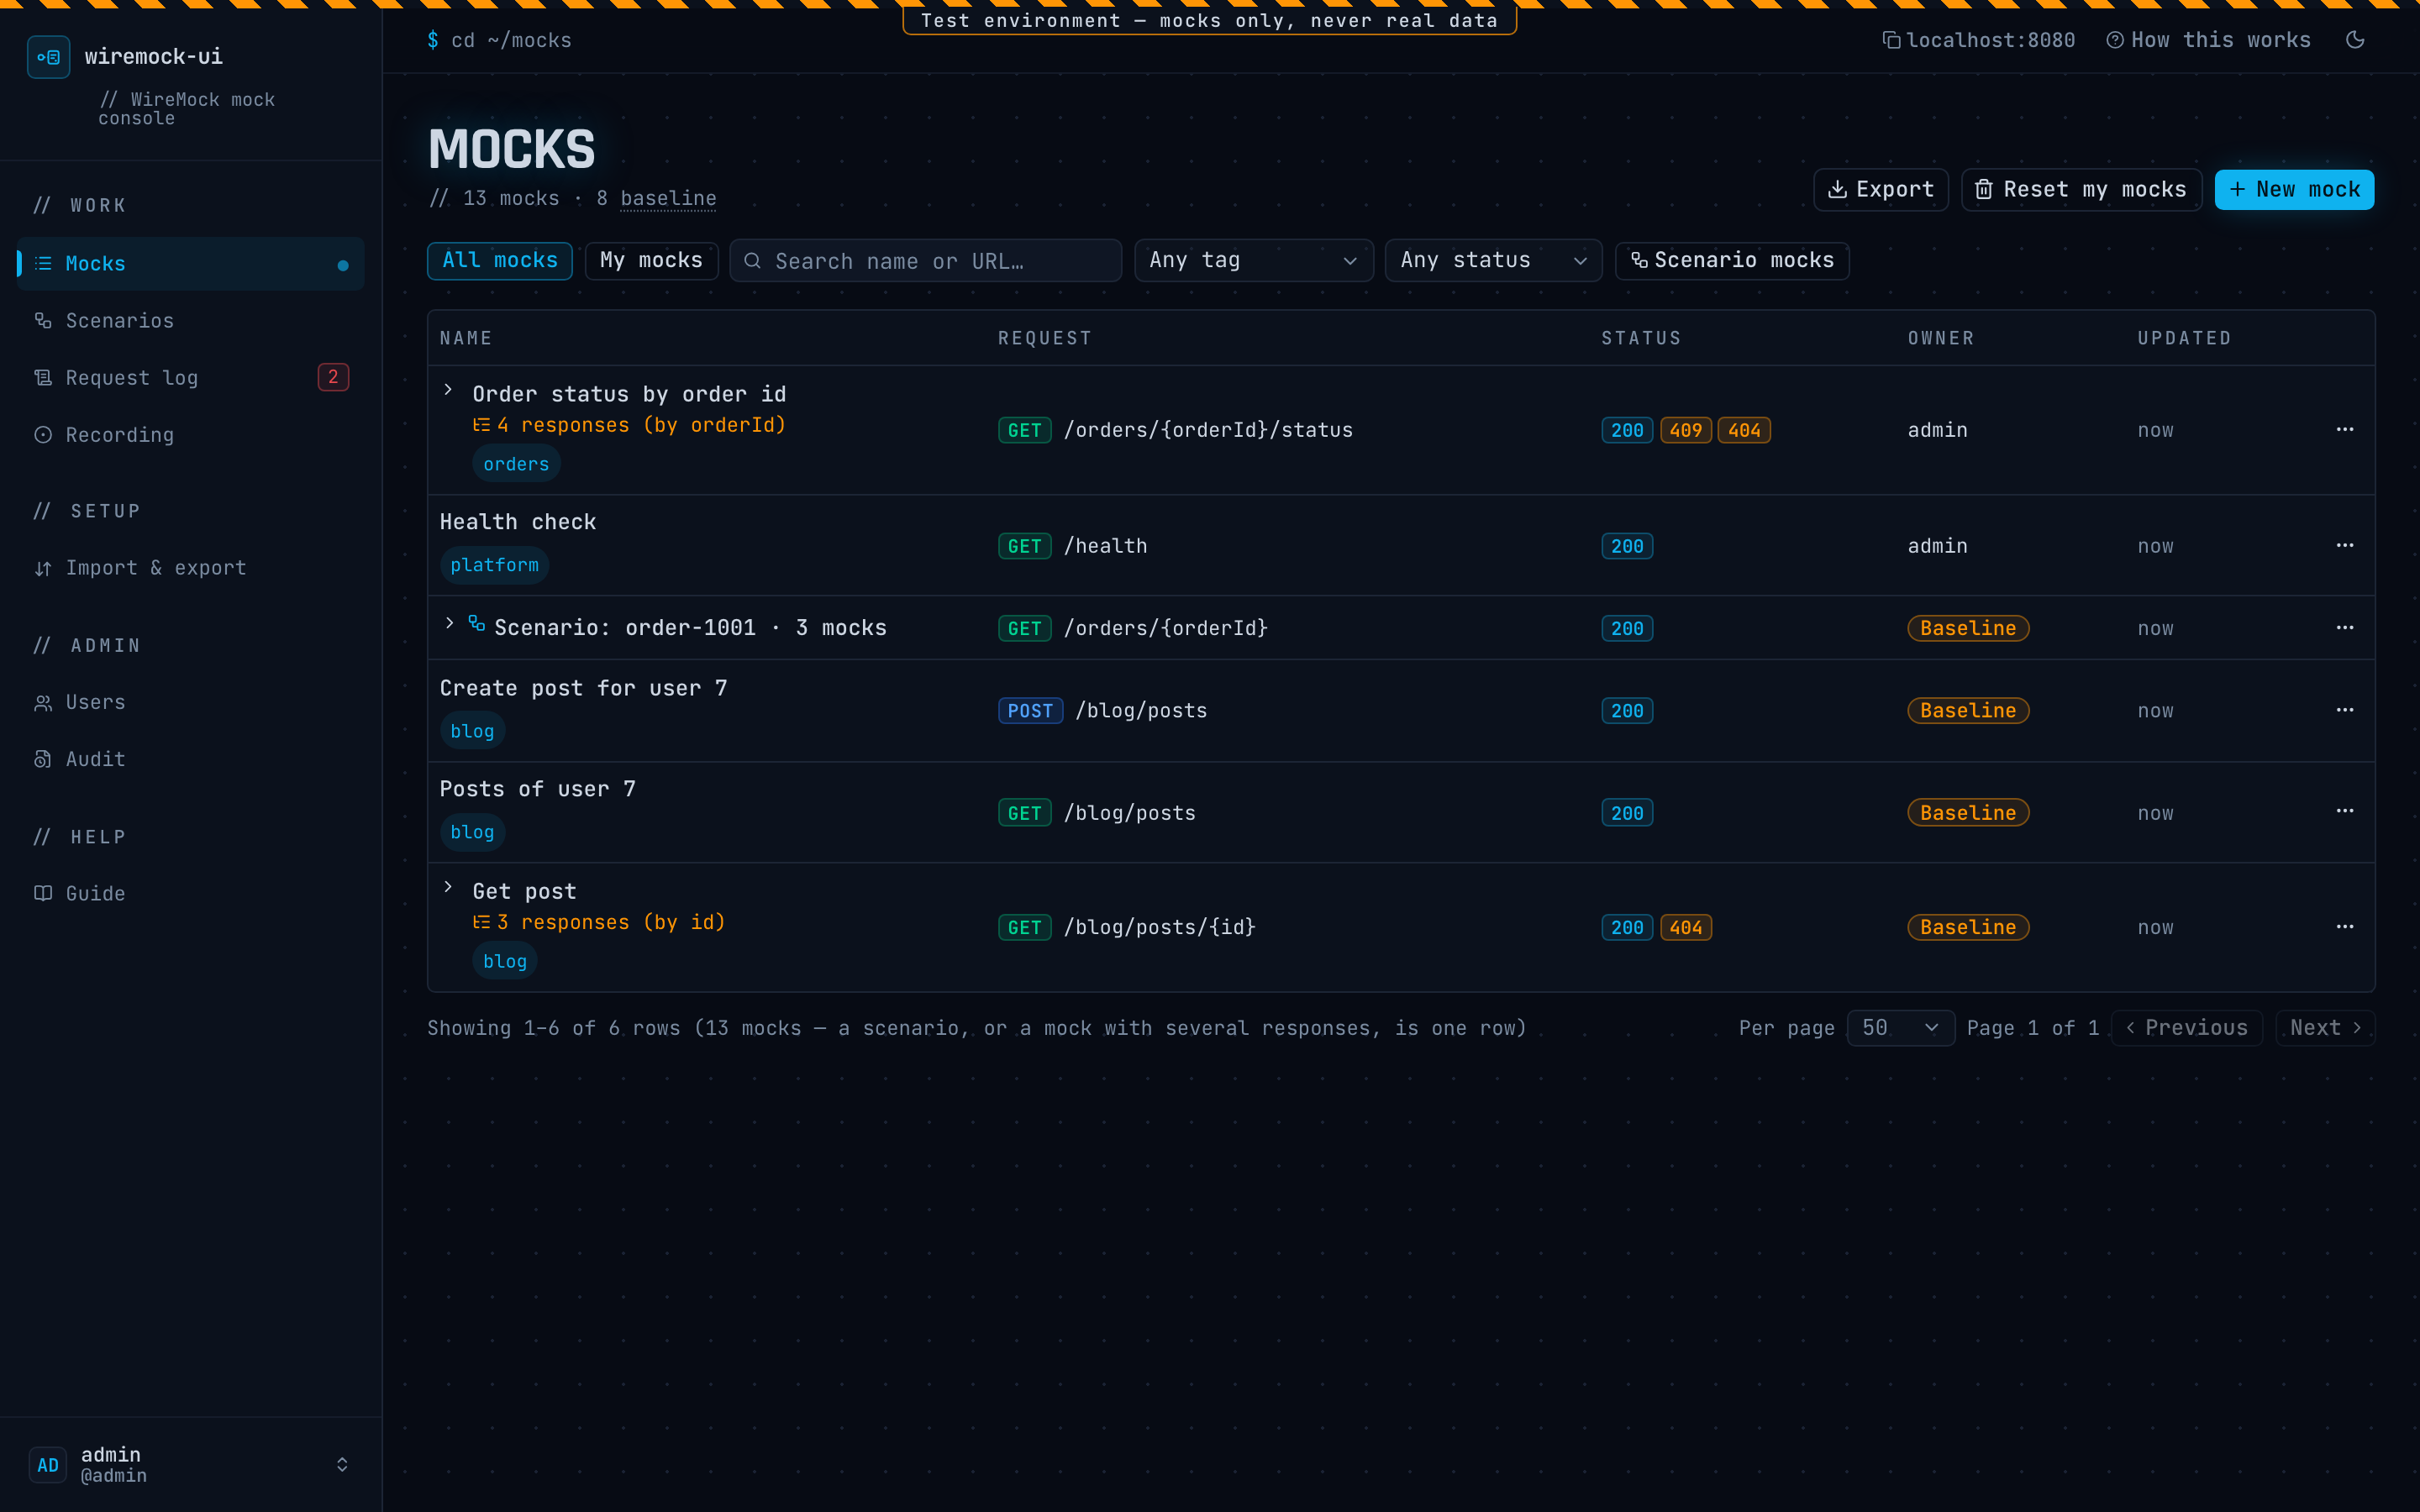 Test environment — mocks only, never real data
wiremock-ui
// WireMock mock
console
$ cd ~/mocks
localhost:8080
How this works
// WORK
Mocks
Scenarios
Request log 2
Recording
// SETUP
Import & export
// ADMIN
Users
Audit
// HELP
Guide
AD
admin
@admin
MOCKS
// 13 mocks · 8 baseline
Export
Reset my mocks
+ New mock
All mocks
My mocks
Search name or URL…
Any tag
Any status
Scenario mocks
NAME REQUEST STATUS OWNER UPDATED
Order status by order id
4 responses (by orderId)
orders
GET /orders/{orderId}/status 200 409 404 admin now
Health check
platform
GET /health 200 admin now
Scenario: order-1001 · 3 mocks GET /orders/{orderId} 200 Baseline now
Create post for user 7
blog
POST /blog/posts 200 Baseline now
Posts of user 7
blog
GET /blog/posts 200 Baseline now
Get post
3 responses (by id)
blog
GET /blog/posts/{id} 200 404 Baseline now
Showing 1–6 of 6 rows (13 mocks — a scenario, or a mock with several responses, is one row)
Per page 50 Page 1 of 1 Previous Next